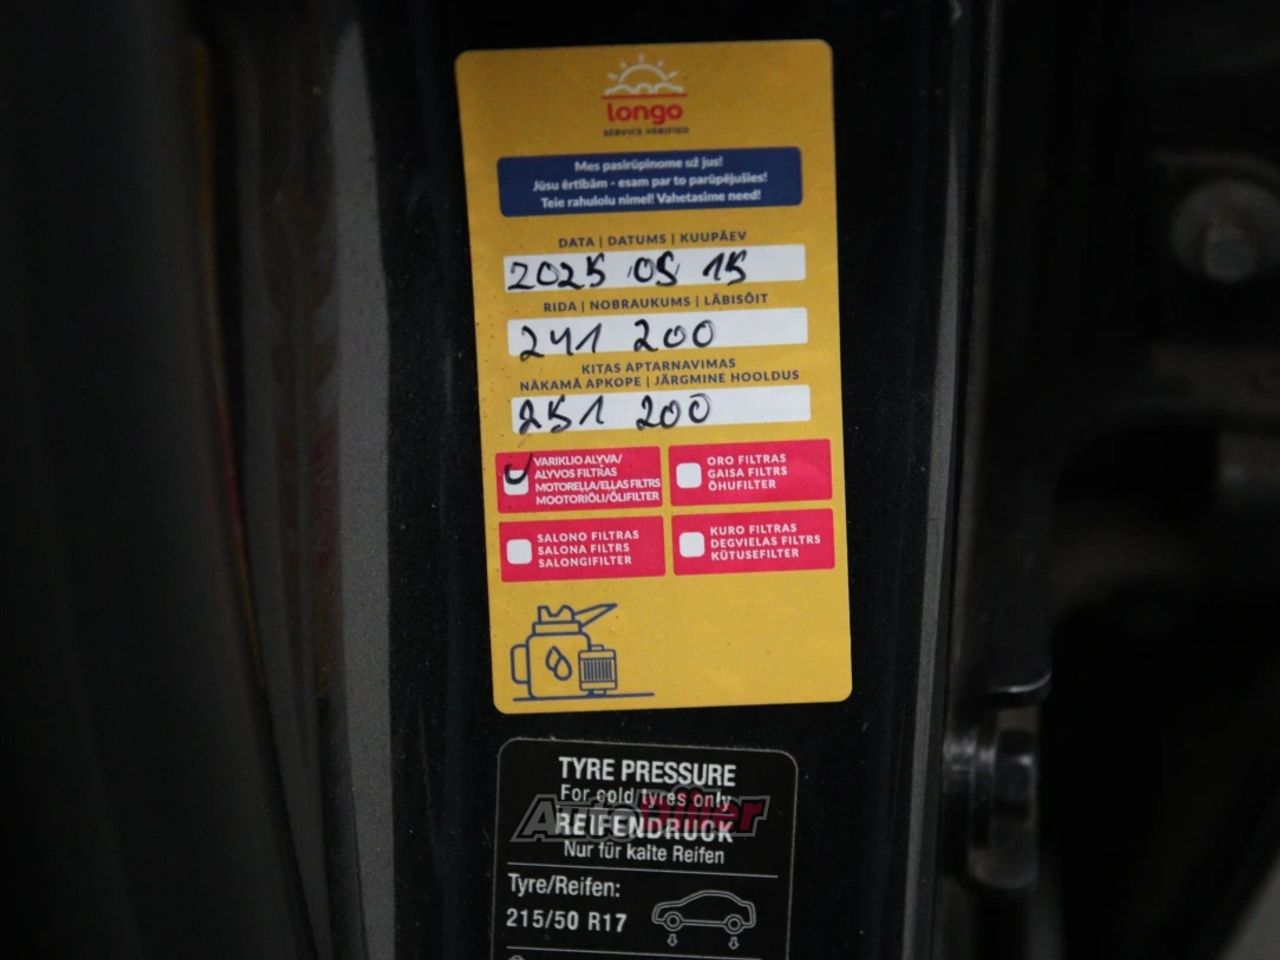 longo
SERVICE VERIFIED
Mes pasirūpinome už jus!
Jūsu ērtībām - esam par to parūpējušies!
Teie rahulolu nimel! Vahetasime need!
DATA | DATUMS | KUUPÄEV
2025 05 15
RIDA | NOBRAUKUMS | LÄBISÕIT
241 200
KITAS APTARNAVIMAS
NĀKAMĀ APKOPE | JÄRGMINE HOOLDUS
251 200
VARIKLIO ALYVA/
ALYVOS FILTRAS
MOTOREĻĻA/EĻĻAS FILTRS
MOOTORIÕLI/ÕLIFILTER
ORO FILTRAS
GAISA FILTRS
ÕHUFILTER
SALONO FILTRAS
SALONA FILTRS
SALONGIFILTER
KURO FILTRAS
DEGVIELAS FILTRS
KÜTUSEFILTER
TYRE PRESSURE
For cold tyres only
AutoBiler
REIFENDRUCK
Nur für kalte Reifen
Tyre/Reifen:
215/50 R17